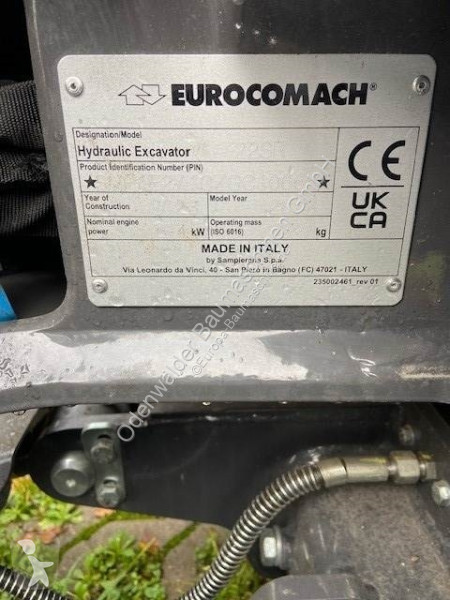 EUROCOMACH®
Designation/Model
Hydraulic Excavator
Product Identification Number (PIN)
★ ★
Year of Construction
Model Year
Nominal engine power kW
Operating mass (ISO 6016) kg
CE
UK
CA
MADE IN ITALY
by Sampierana S.p.a.
Via Leonardo da Vinci, 40 - San Piero in Bagno (FC) 47021 - ITALY
235002461_rev 01
Odenwälder Baumaschinen GmbH
©Europe Baumaschinen